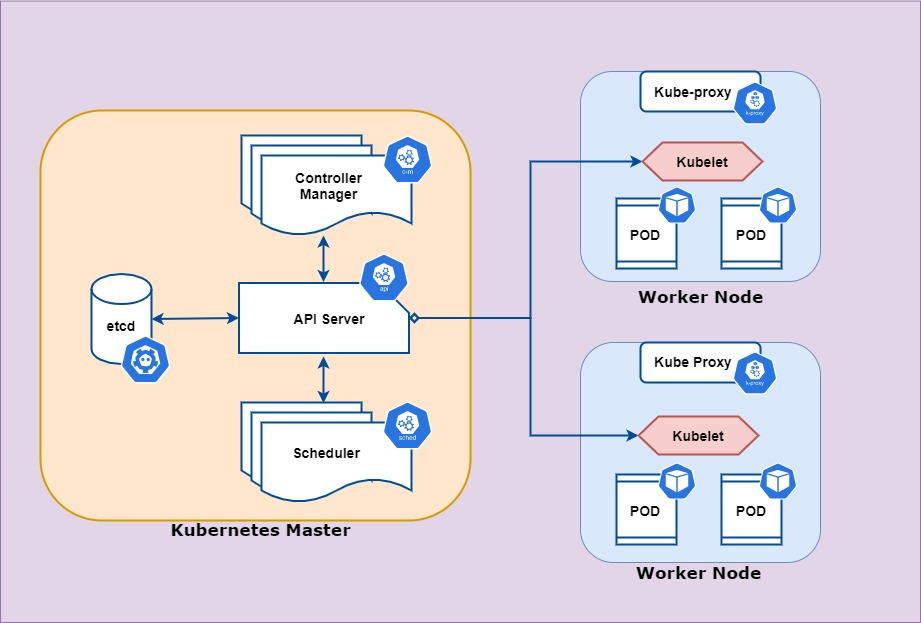 Controller
Manager
c-m
API Server
api
etcd
Scheduler
sched
Kubernetes Master
Kube-proxy
k-proxy
Kubelet
POD
POD
Worker Node
Kube Proxy
k-proxy
Kubelet
POD
POD
Worker Node